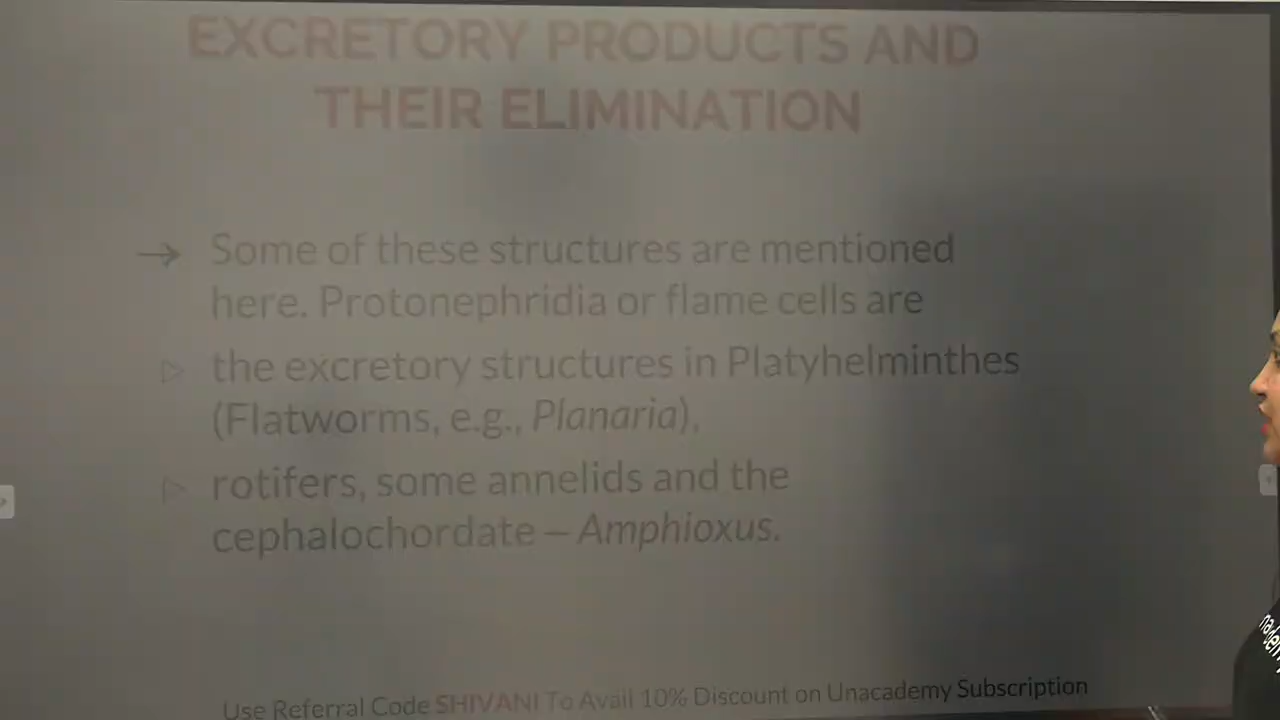 EXCRETORY PRODUCTS AND
THEIR ELIMINATION
Some of these structures are mentioned
here. Protonephridia or flame cells are
the excretory structures in Platyhelminthes
(Flatworms, e.g., Planaria),
rotifers, some annelids and the
cephalochordate – Amphioxus.
Use Referral Code SHIVANI To Avail 10% Discount on Unacademy Subscription